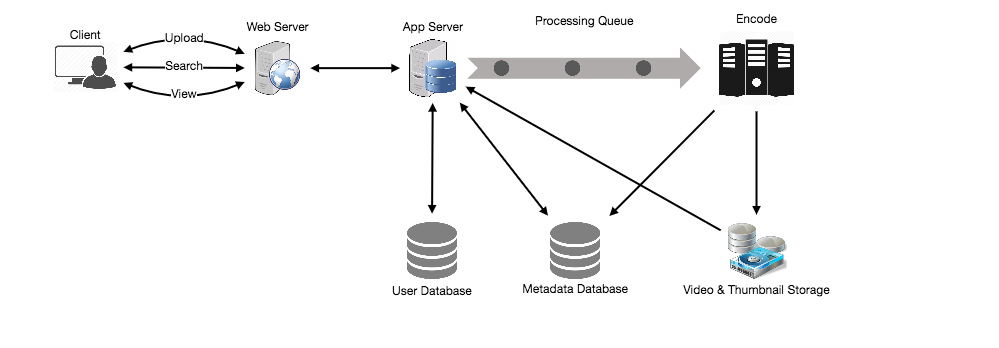 Client
Web Server
App Server
Processing Queue
Encode
Upload
Search
View
User Database
Metadata Database
Video & Thumbnail Storage